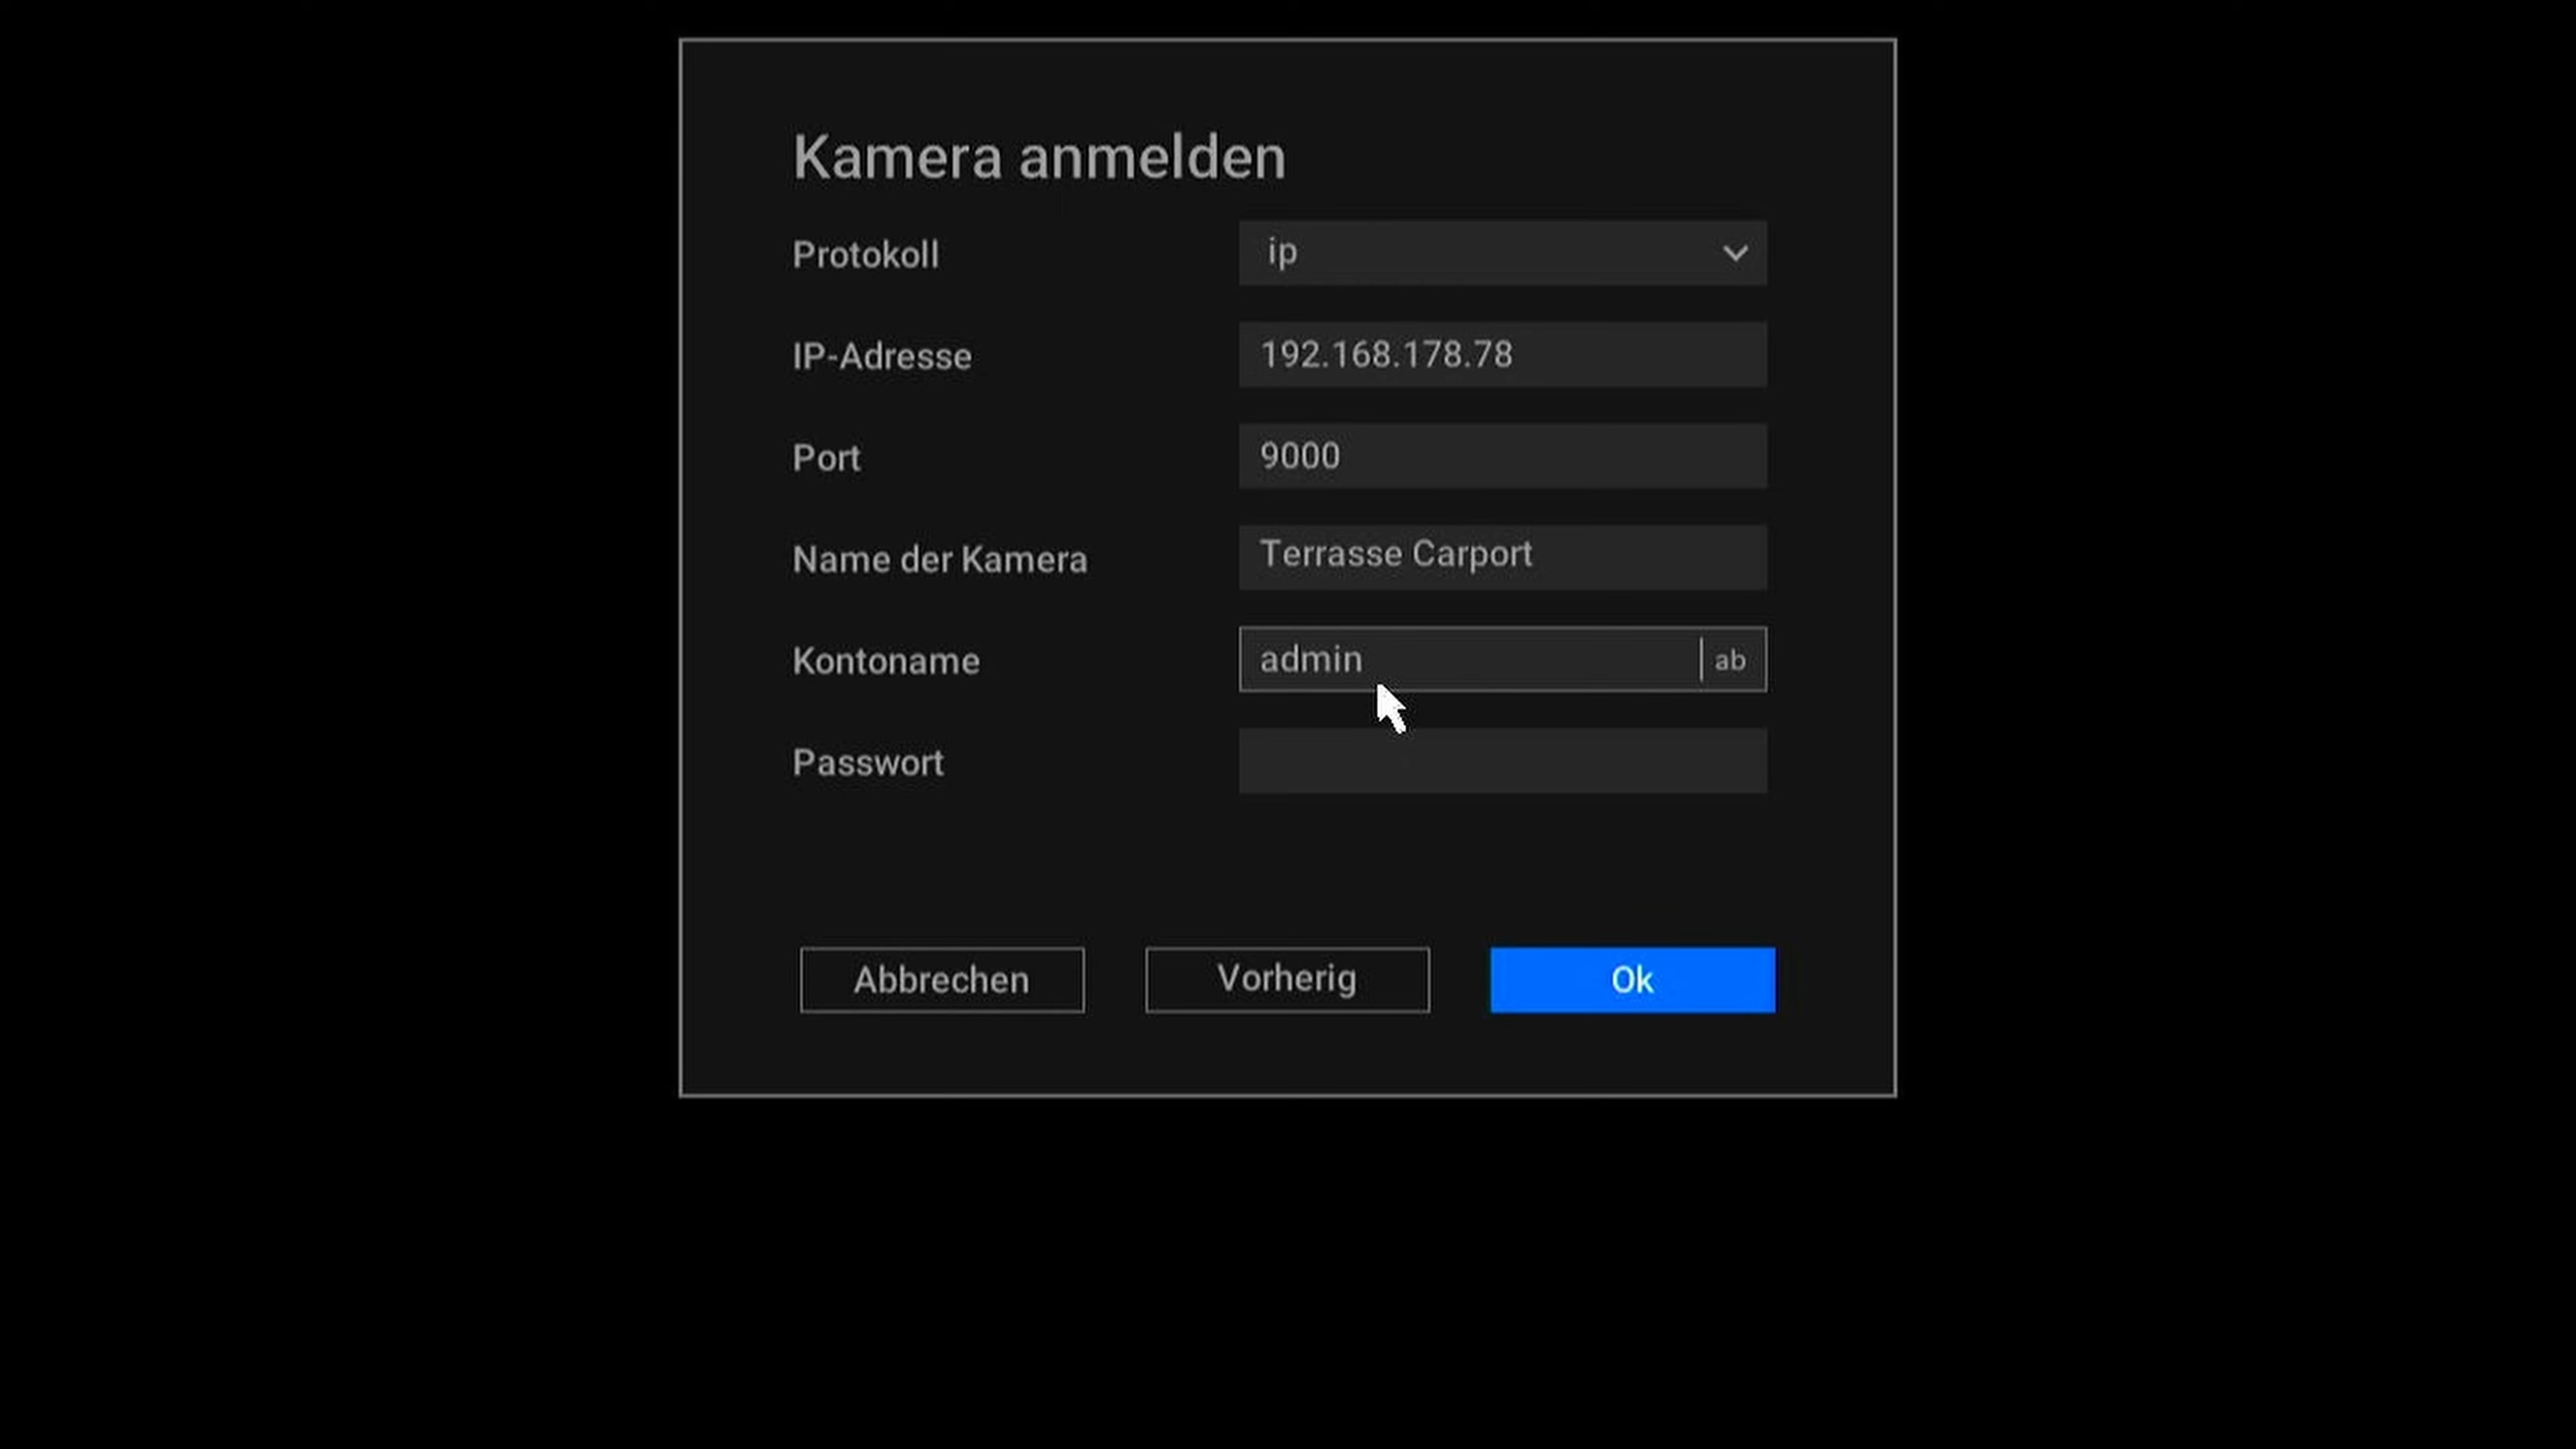 Kamera anmelden
Protokoll ip
IP-Adresse 192.168.178.78
Port 9000
Name der Kamera Terrasse Carport
Kontoname admin ab
Passwort
Abbrechen Vorherig Ok